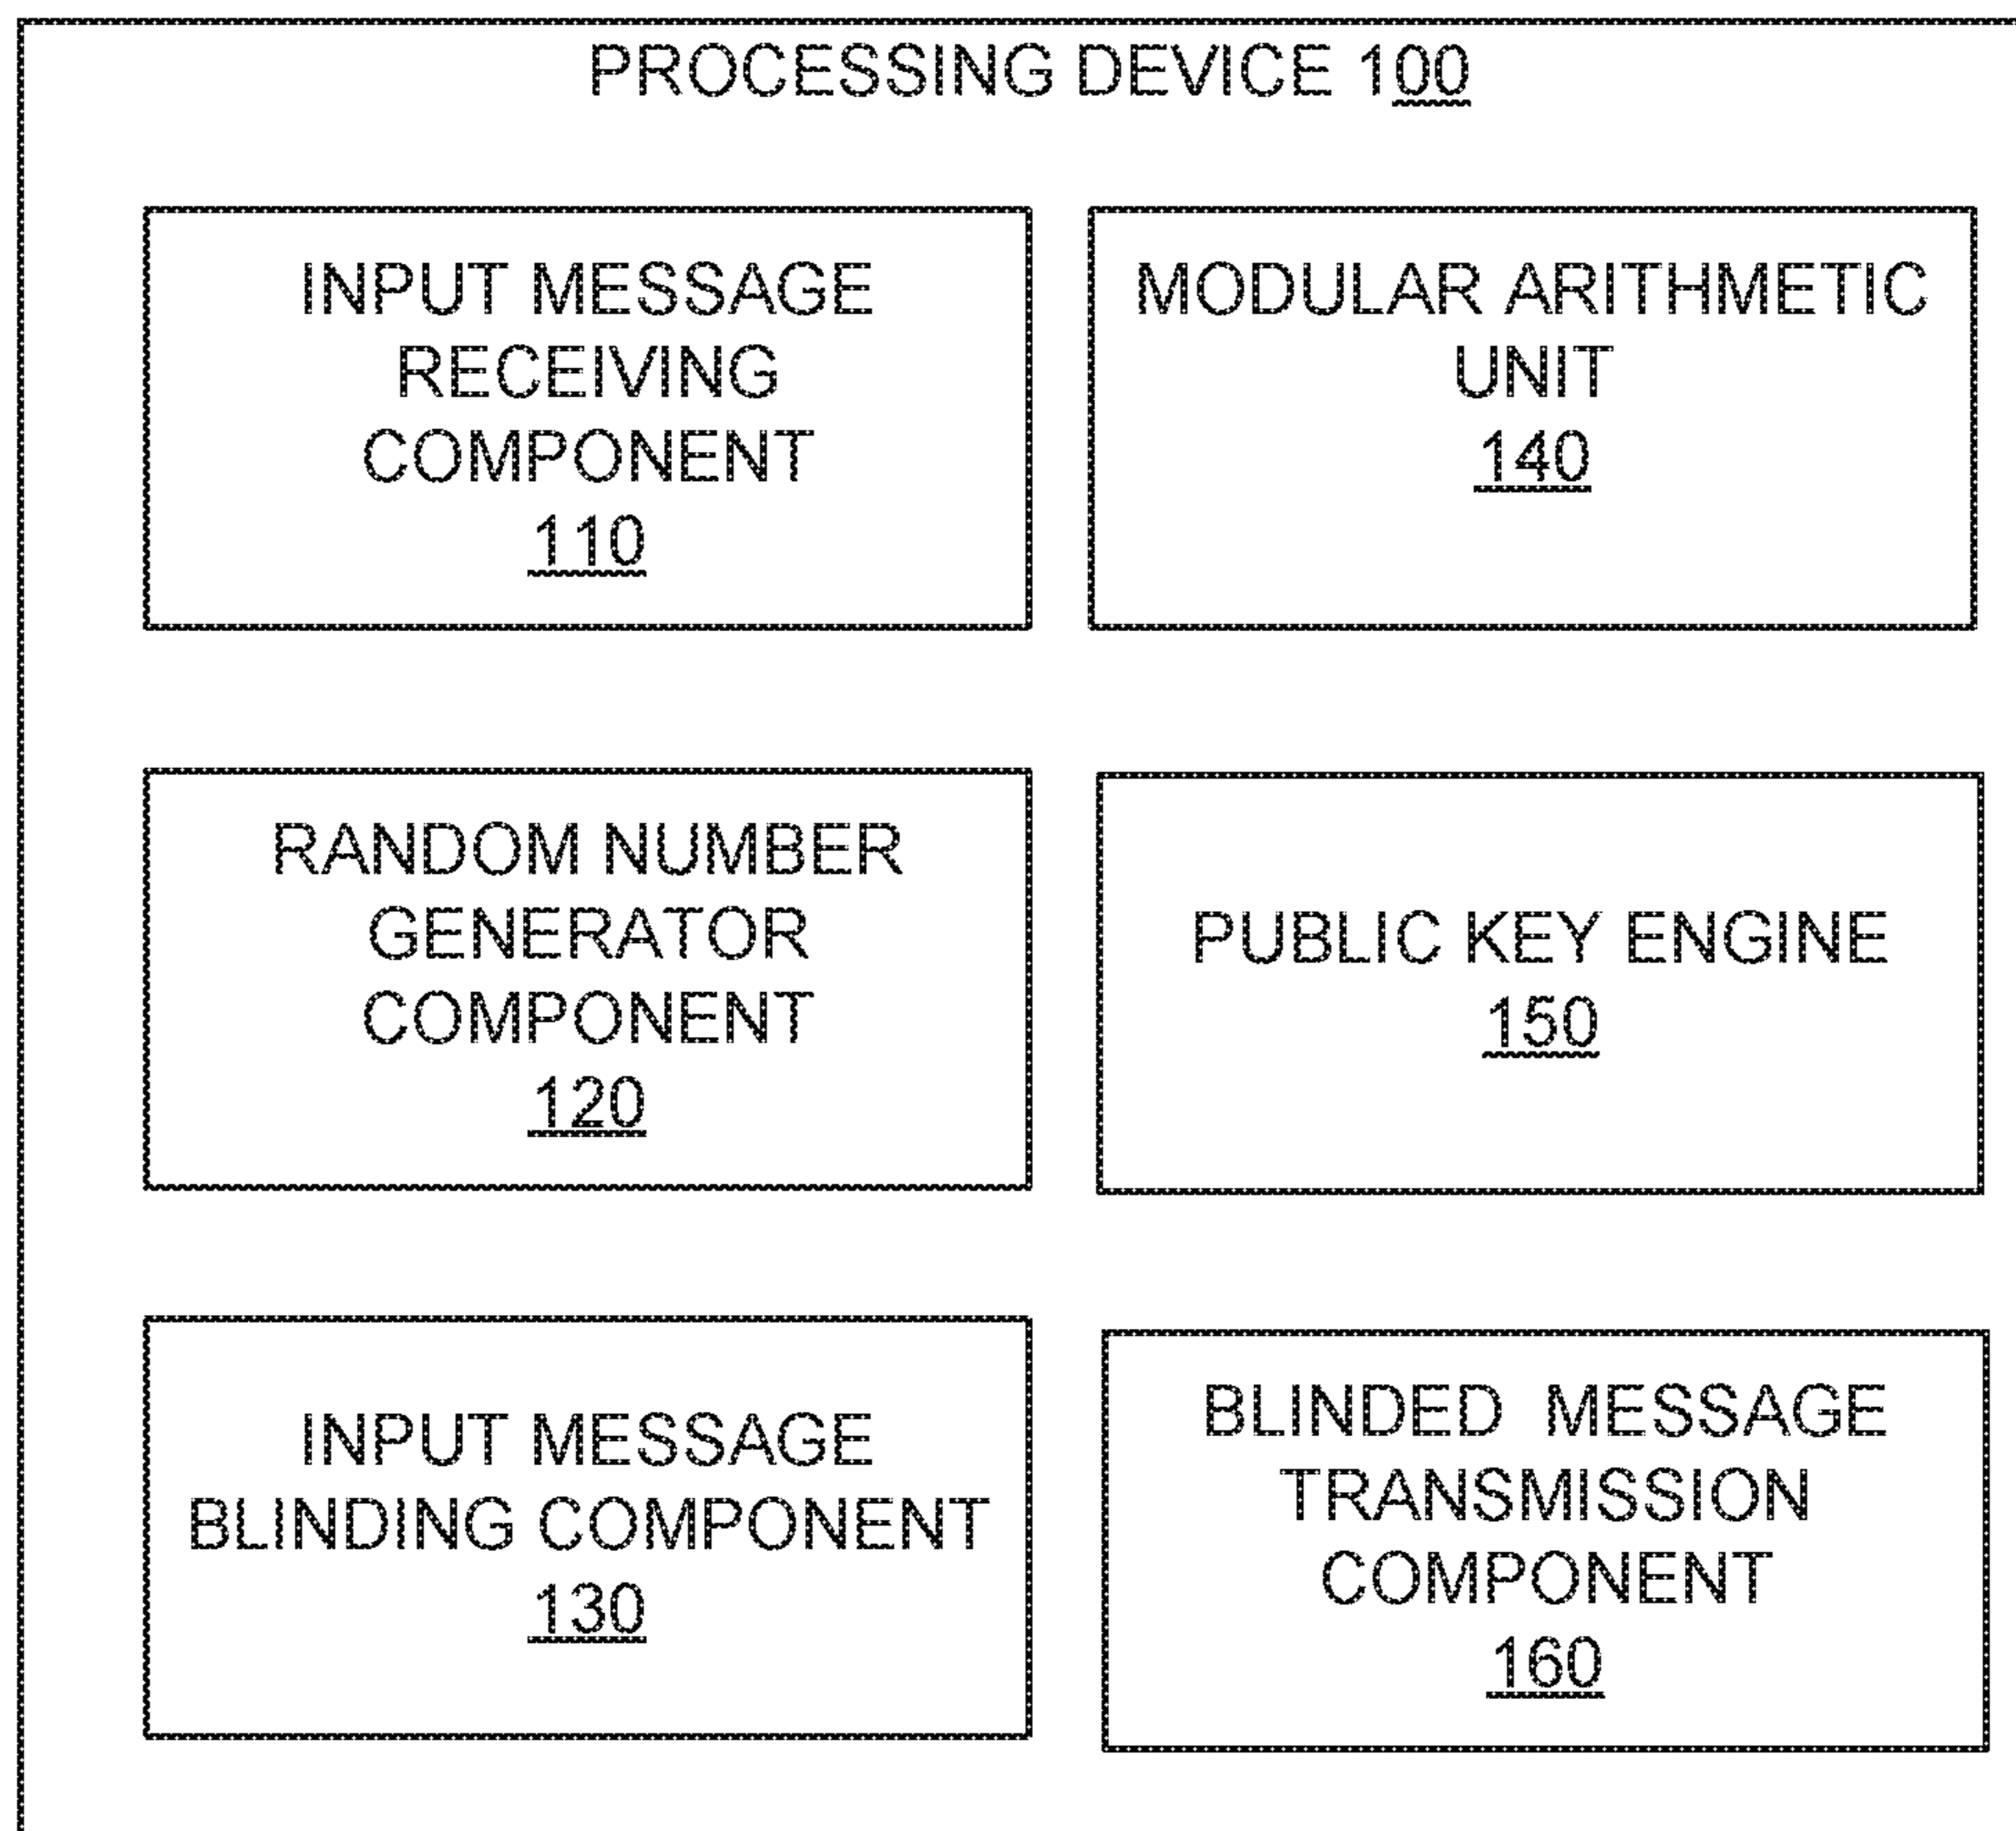 PROCESSING DEVICE 100
INPUT MESSAGE
RECEIVING
COMPONENT
110
MODULAR ARITHMETIC
UNIT
140
RANDOM NUMBER
GENERATOR
COMPONENT
120
PUBLIC KEY ENGINE
150
INPUT MESSAGE
BLINDING COMPONENT
130
BLINDED MESSAGE
TRANSMISSION
COMPONENT
160